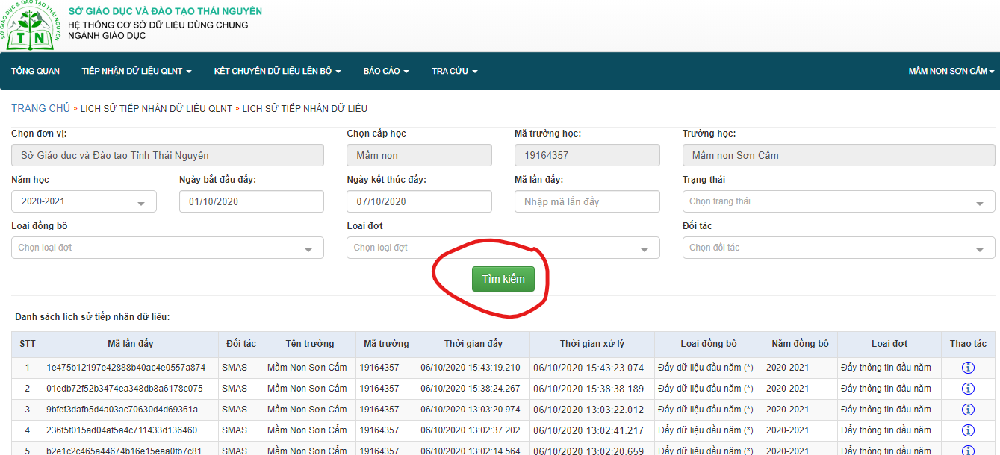 SỞ GIÁO DỤC & ĐÀO TẠO THÁI NGUYÊN
TN
SỞ GIÁO DỤC VÀ ĐÀO TẠO THÁI NGUYÊN
HỆ THỐNG CƠ SỞ DỮ LIỆU DÙNG CHUNG
NGÀNH GIÁO DỤC
TỔNG QUAN TIẾP NHẬN DỮ LIỆU QLNT KẾT CHUYỂN DỮ LIỆU LÊN BỘ BÁO CÁO TRA CỨU MẦM NON SƠN CẨM
TRANG CHỦ » LỊCH SỬ TIẾP NHẬN DỮ LIỆU QLNT » LỊCH SỬ TIẾP NHẬN DỮ LIỆU
Chọn đơn vị: Chọn cấp học Mã trường học: Trường học:
Sở Giáo dục và Đào tạo Tỉnh Thái Nguyên Mầm non 19164357 Mầm non Sơn Cẩm
Năm học Ngày bắt đầu đẩy: Ngày kết thúc đẩy: Mã lần đẩy: Trạng thái
2020-2021 01/10/2020 07/10/2020 Nhập mã lần đẩy Chọn trạng thái
Loại đồng bộ Loại đợt Đối tác
Chọn loại đợt Chọn loại đợt Chọn đối tác
Tìm kiếm
Danh sách lịch sử tiếp nhận dữ liệu:
STT Mã lần đẩy Đối tác Tên trường Mã trường Thời gian đẩy Thời gian xử lý Loại đồng bộ Năm đồng bộ Loại đợt Thao tác
1 1e475b12197e42888b40ac4e0557a874 SMAS Mầm Non Sơn Cẩm 19164357 06/10/2020 15:43:19.210 06/10/2020 15:43:23.074 Đẩy dữ liệu đầu năm (*) 2020-2021 Đẩy thông tin đầu năm
2 01edb72f52b3474ea348db8a6178c075 SMAS Mầm Non Sơn Cẩm 19164357 06/10/2020 15:38:24.267 06/10/2020 15:38:38.189 Đẩy dữ liệu đầu năm (*) 2020-2021 Đẩy thông tin đầu năm
3 9bfef3dafb5d4a03ac70630d4d69361a SMAS Mầm Non Sơn Cẩm 19164357 06/10/2020 13:03:20.974 06/10/2020 13:03:22.012 Đẩy dữ liệu đầu năm (*) 2020-2021 Đẩy thông tin đầu năm
4 236f5f015ad04af5a4c711433d136460 SMAS Mầm Non Sơn Cẩm 19164357 06/10/2020 13:02:37.202 06/10/2020 13:02:41.217 Đẩy dữ liệu đầu năm (*) 2020-2021 Đẩy thông tin đầu năm
5 b2e1c2c465a44674b16e15eaa0fb7c81 SMAS Mầm Non Sơn Cẩm 19164357 06/10/2020 13:02:14.564 06/10/2020 13:02:20.659 Đẩy dữ liệu đầu năm (*) 2020-2021 Đẩy thông tin đầu năm